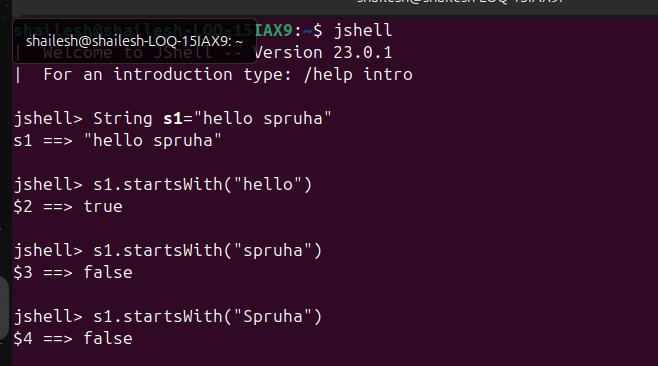 shailesh@shailesh-LOQ-15IAX9:~$ jshell
shailesh@shailesh-LOQ-15IAX9: ~
| Welcome to JShell -- Version 23.0.1
| For an introduction type: /help intro
jshell> String s1="hello spruha"
s1 ==> "hello spruha"
jshell> s1.startsWith("hello")
$2 ==> true
jshell> s1.startsWith("spruha")
$3 ==> false
jshell> s1.startsWith("Spruha")
$4 ==> false